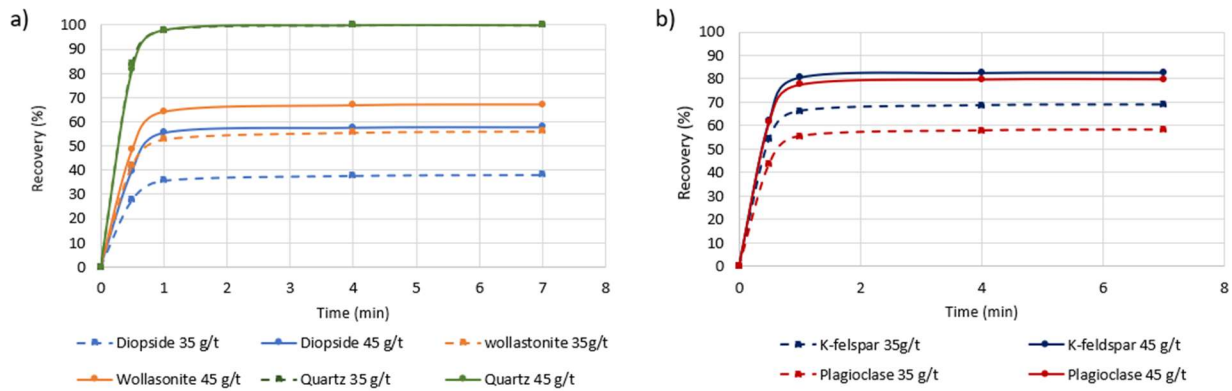 a)
100
90
80
70
60
50
40
30
20
10
0
Recovery (%)
0 1 2 3 4 5 6 7 8
Time (min)
Diopside 35 g/t Diopside 45 g/t wollastonite 35g/t
Wollasonite 45 g/t Quartz 35 g/t Quartz 45 g/t
b)
100
90
80
70
60
50
40
30
20
10
0
Recovery (%)
0 2 4 6 8
Time (min)
K-felspar 35g/t K-feldspar 45 g/t
Plagioclase 35 g/t Plagioclase 45 g/t